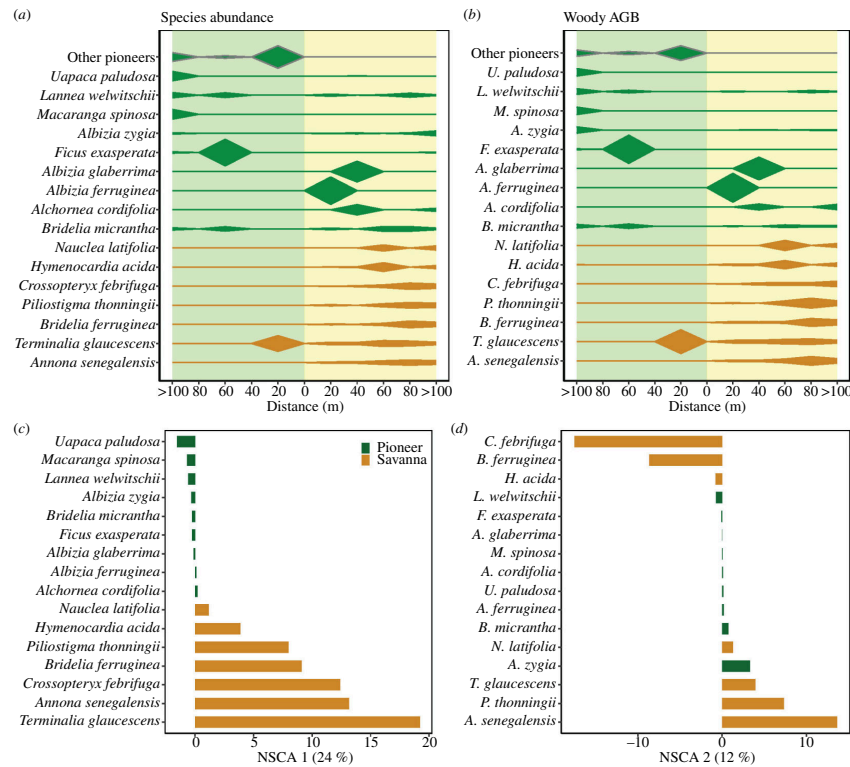 (a) Species abundance
Other pioneers
Uapaca paludosa
Lannea welwitschii
Macaranga spinosa
Albizia zygia
Ficus exasperata
Albizia glaberrima
Albizia ferruginea
Alchornea cordifolia
Bridelia micrantha
Nauclea latifolia
Hymenocardia acida
Crossopteryx febrifuga
Piliostigma thonningii
Bridelia ferruginea
Terminalia glaucescens
Annona senegalensis
>100 80 60 40 20 0 20 40 60 80 >100
Distance (m)
(b) Woody AGB
Other pioneers
U. paludosa
L. welwitschii
M. spinosa
A. zygia
F. exasperata
A. glaberrima
A. ferruginea
A. cordifolia
B. micrantha
N. latifolia
H. acida
C. febrifuga
P. thonningii
B. ferruginea
T. glaucescens
A. senegalensis
>100 80 60 40 20 0 20 40 60 80 >100
Distance (m)
(c)
Uapaca paludosa
Macaranga spinosa
Lannea welwitschii
Albizia zygia
Bridelia micrantha
Ficus exasperata
Albizia glaberrima
Albizia ferruginea
Alchornea cordifolia
Nauclea latifolia
Hymenocardia acida
Piliostigma thonningii
Bridelia ferruginea
Crossopteryx febrifuga
Annona senegalensis
Terminalia glaucescens
Pioneer
Savanna
0 5 10 15 20
NSCA 1 (24 %)
(d)
C. febrifuga
B. ferruginea
H. acida
L. welwitschii
F. exasperata
A. glaberrima
M. spinosa
A. cordifolia
U. paludosa
A. ferruginea
B. micrantha
N. latifolia
A. zygia
T. glaucescens
P. thonningii
A. senegalensis
−10 0 10
NSCA 2 (12 %)